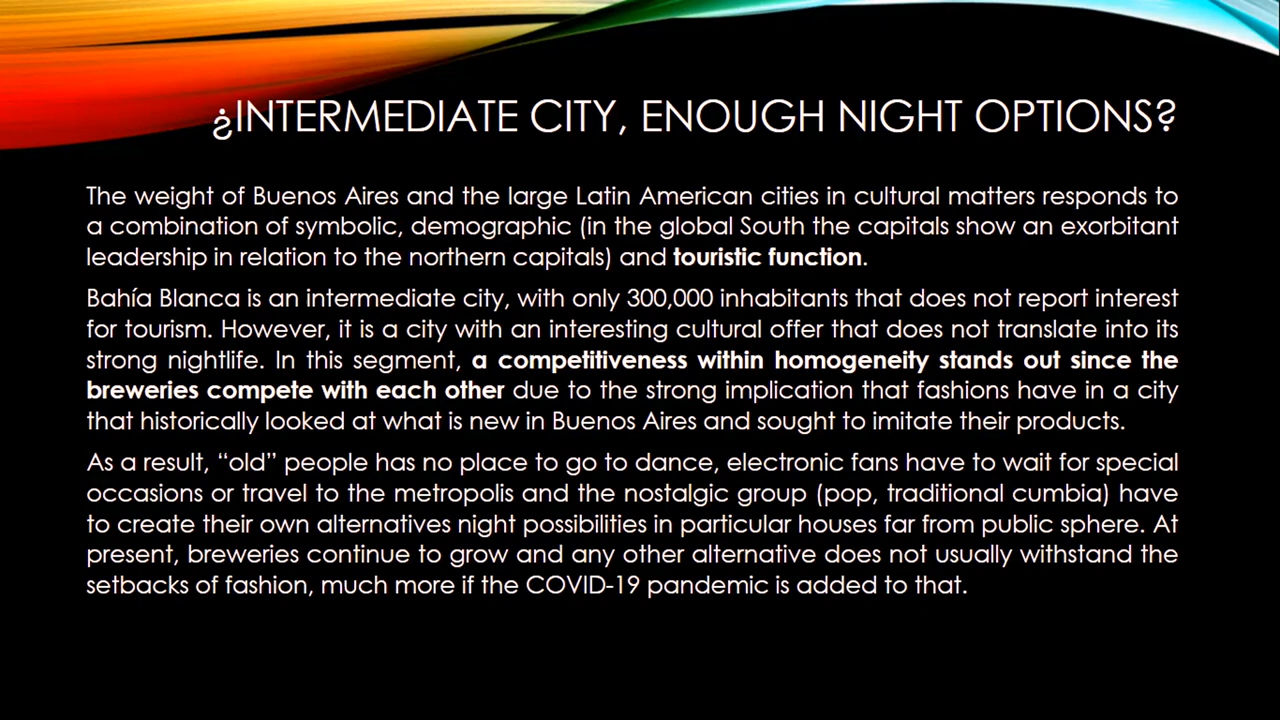 ¿INTERMEDIATE CITY, ENOUGH NIGHT OPTIONS?
The weight of Buenos Aires and the large Latin American cities in cultural matters responds to
a combination of symbolic, demographic (in the global South the capitals show an exorbitant
leadership in relation to the northern capitals) and touristic function.
Bahía Blanca is an intermediate city, with only 300,000 inhabitants that does not report interest
for tourism. However, it is a city with an interesting cultural offer that does not translate into its
strong nightlife. In this segment, a competitiveness within homogeneity stands out since the
breweries compete with each other due to the strong implication that fashions have in a city
that historically looked at what is new in Buenos Aires and sought to imitate their products.
As a result, “old” people has no place to go to dance, electronic fans have to wait for special
occasions or travel to the metropolis and the nostalgic group (pop, traditional cumbia) have
to create their own alternatives night possibilities in particular houses far from public sphere. At
present, breweries continue to grow and any other alternative does not usually withstand the
setbacks of fashion, much more if the COVID-19 pandemic is added to that.